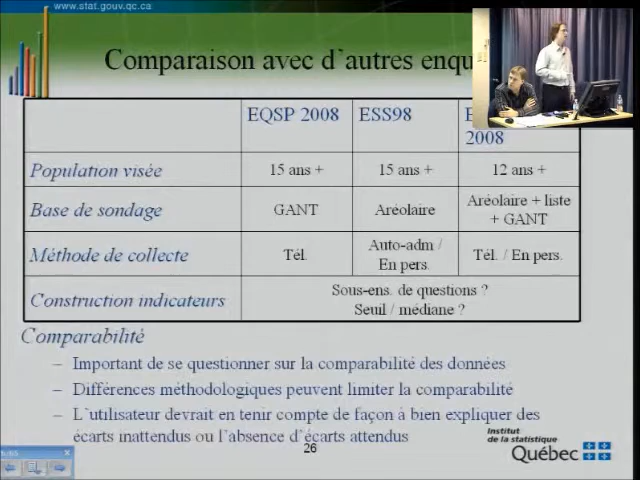 www.stat.gouv.qc.ca
Comparaison avec d'autres enqu
EQSP 2008
ESS98
E
2008
Population visée
15 ans +
15 ans +
12 ans +
Base de sondage
GANT
Aréolaire
Aréolaire + liste
+ GANT
Méthode de collecte
Tél.
Auto-adm /
En pers.
Tél. / En pers.
Construction indicateurs
Sous-ens. de questions ?
Seuil / médiane ?
Comparabilité
– Important de se questionner sur la comparabilité des données
– Différences méthodologiques peuvent limiter la comparabilité
– L'utilisateur devrait en tenir compte de façon à bien expliquer des
écarts inattendus ou l'absence d'écarts attendus
26
Institut
de la statistique
Québec